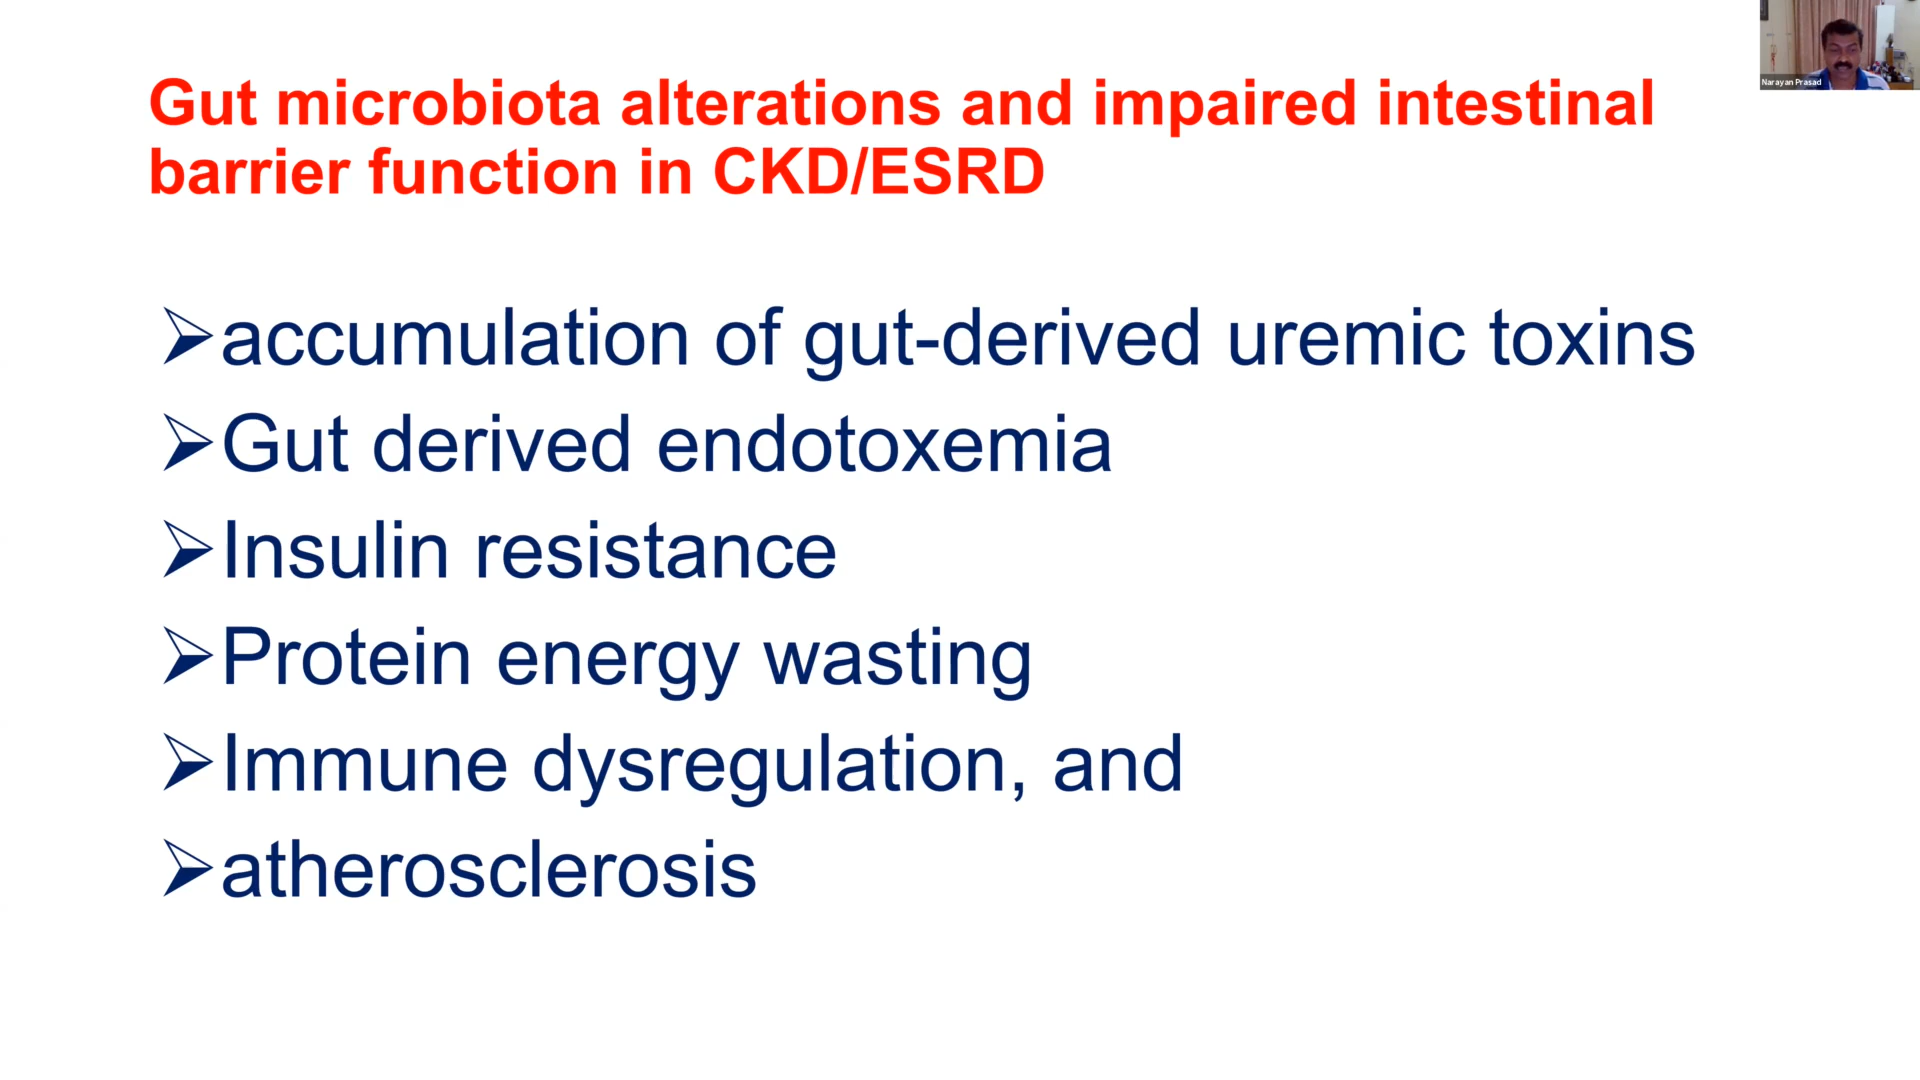 Gut microbiota alterations and impaired intestinal
barrier function in CKD/ESRD
accumulation of gut-derived uremic toxins
Gut derived endotoxemia
Insulin resistance
Protein energy wasting
Immune dysregulation, and
atherosclerosis
Narayan Prasad